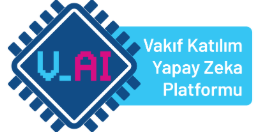 V_AI
Vakıf Katılım
Yapay Zeka
Platformu